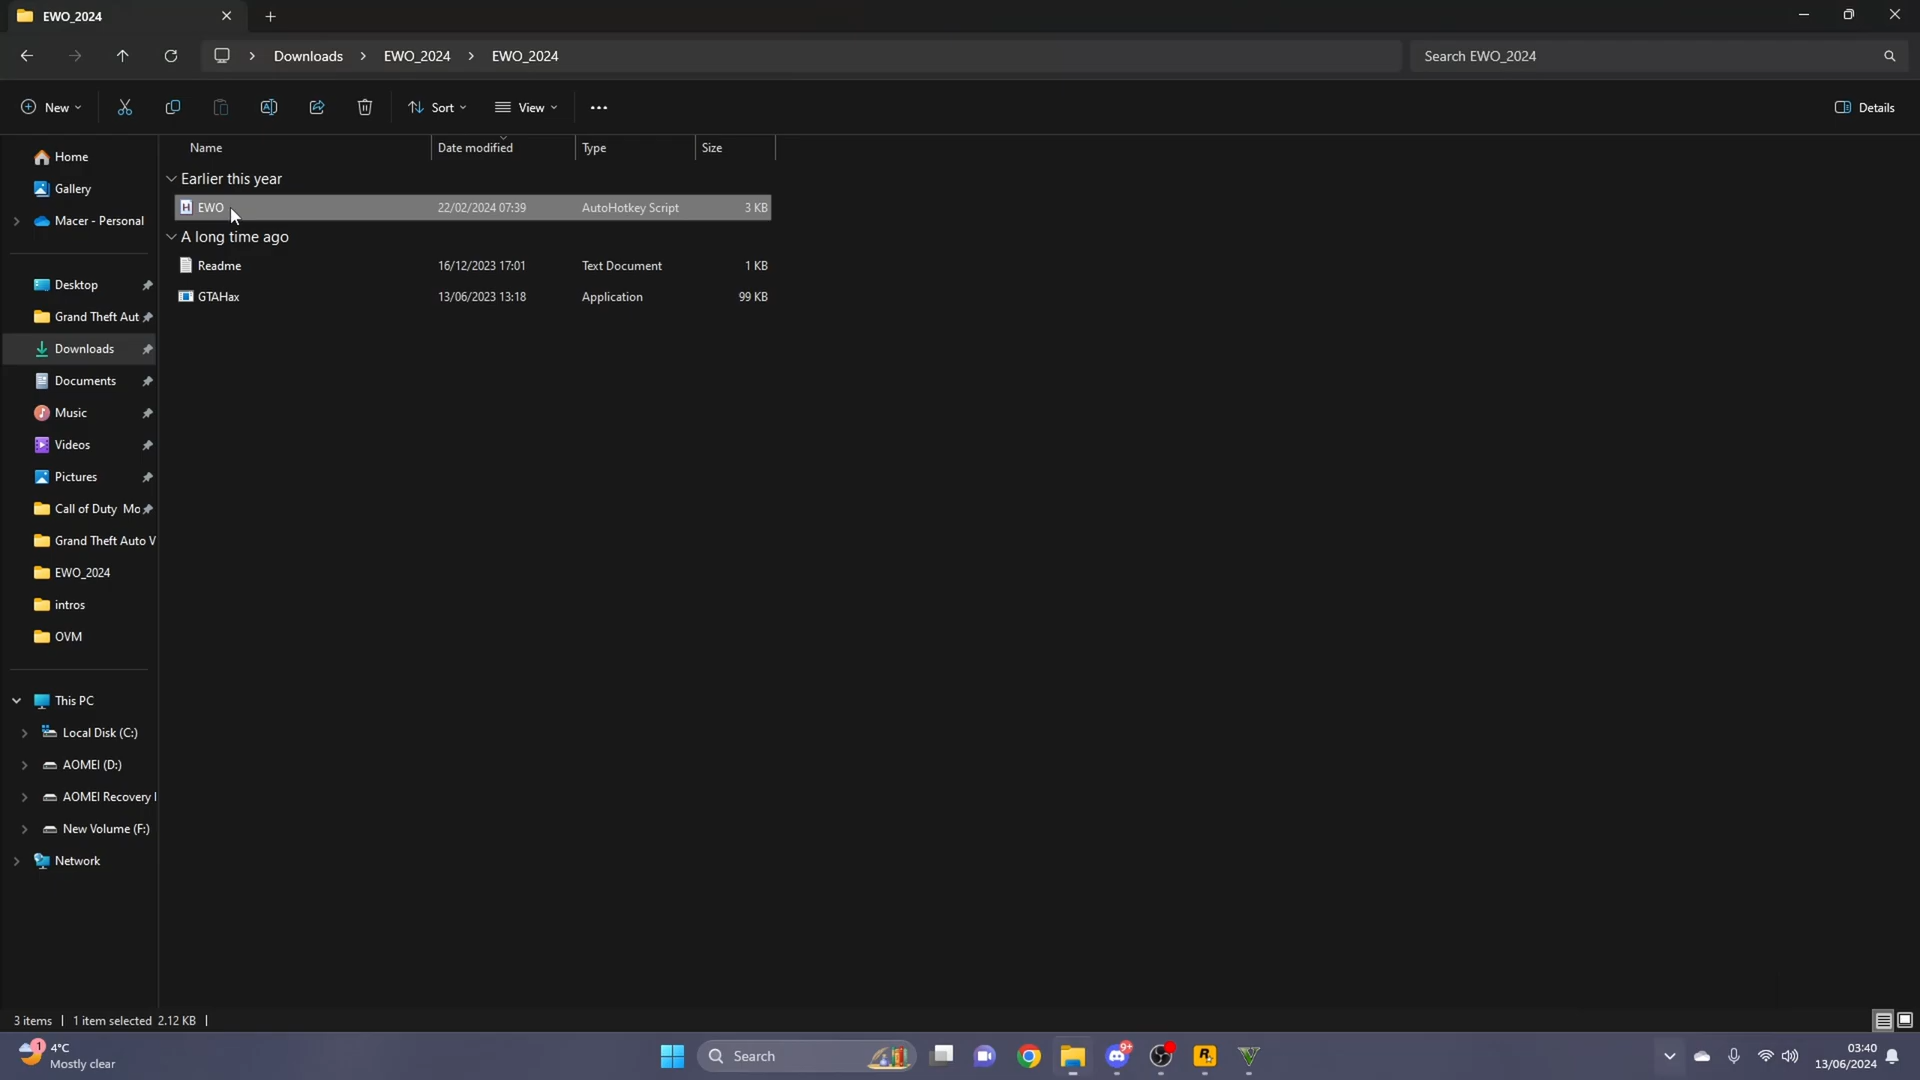 EWO_2024
Downloads > EWO_2024 > EWO_2024
Search EWO_2024
New
Sort
View
Details
Name Date modified Type Size
Earlier this year
EWO 22/02/2024 07:39 AutoHotkey Script 3 KB
A long time ago
Readme 16/12/2023 17:01 Text Document 1 KB
GTAHax 13/06/2023 13:18 Application 99 KB
Home
Gallery
Macer - Personal
Desktop
Grand Theft Aut
Downloads
Documents
Music
Videos
Pictures
Call of Duty Mo
Grand Theft Auto V
EWO_2024
intros
OVM
This PC
Local Disk (C:)
AOMEI (D:)
AOMEI Recovery
New Volume (F:)
Network
3 items | 1 item selected 2.12 KB |
1
4°C
Mostly clear
Search
9+
03:40
13/06/2024